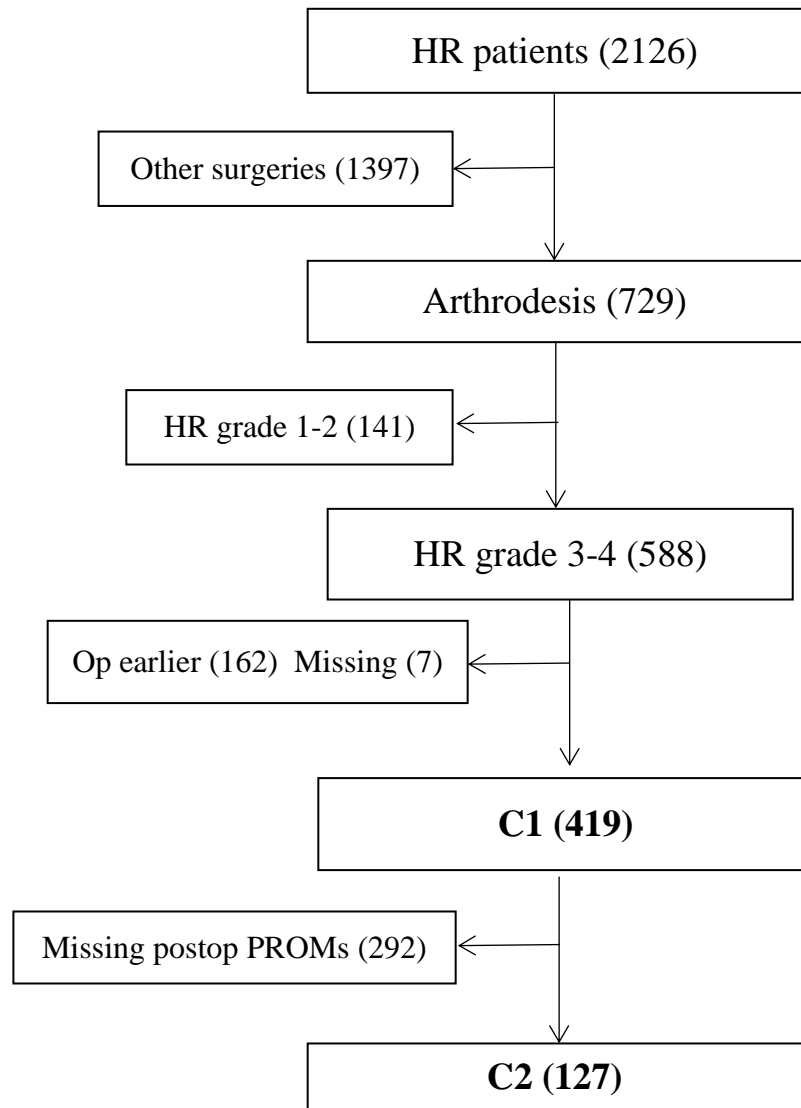 HR patients (2126)
Other surgeries (1397)
Arthrodesis (729)
HR grade 1-2 (141)
HR grade 3-4 (588)
Op earlier (162)  Missing (7)
C1 (419)
Missing postop PROMs (292)
C2 (127)